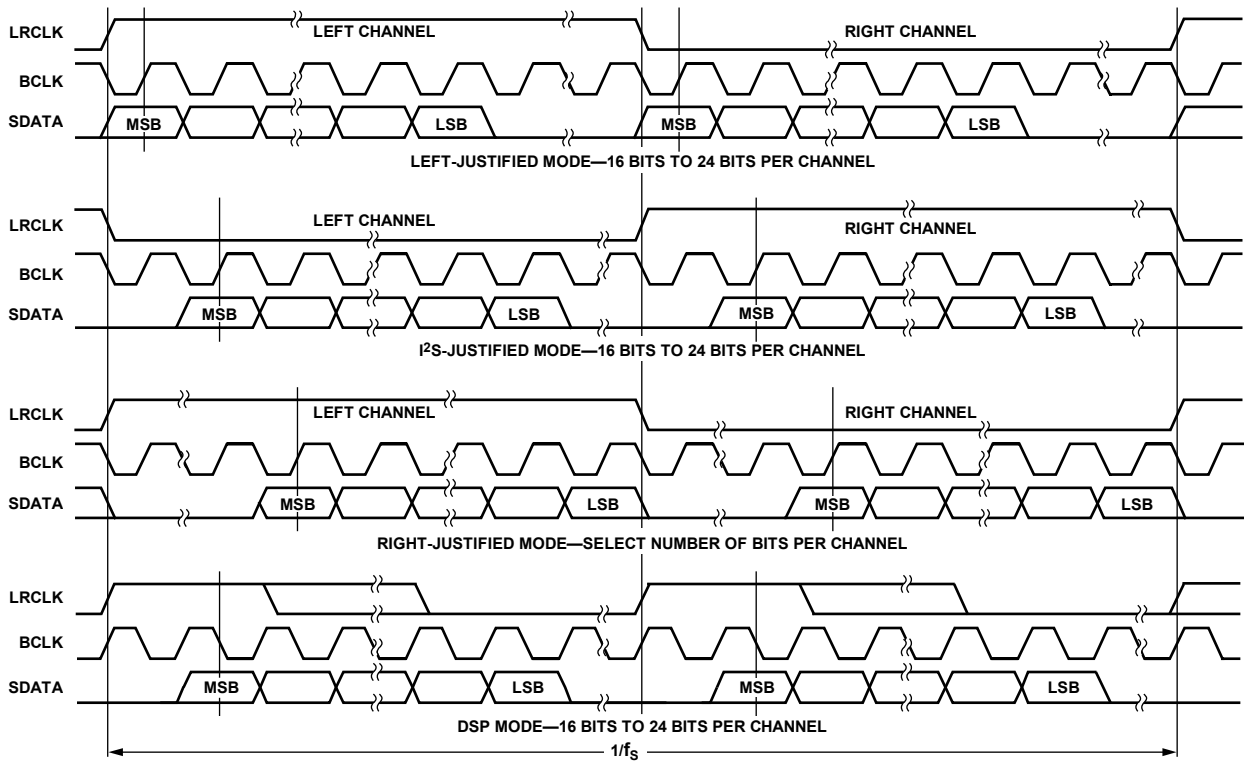 LRCLK LEFT CHANNEL RIGHT CHANNEL
BCLK
SDATA MSB LSB MSB LSB
LEFT-JUSTIFIED MODE—16 BITS TO 24 BITS PER CHANNEL
LRCLK LEFT CHANNEL RIGHT CHANNEL
BCLK
SDATA MSB LSB MSB LSB
I²S-JUSTIFIED MODE—16 BITS TO 24 BITS PER CHANNEL
LRCLK LEFT CHANNEL RIGHT CHANNEL
BCLK
SDATA MSB LSB MSB LSB
RIGHT-JUSTIFIED MODE—SELECT NUMBER OF BITS PER CHANNEL
LRCLK
BCLK
SDATA MSB LSB MSB LSB
DSP MODE—16 BITS TO 24 BITS PER CHANNEL
1/fS